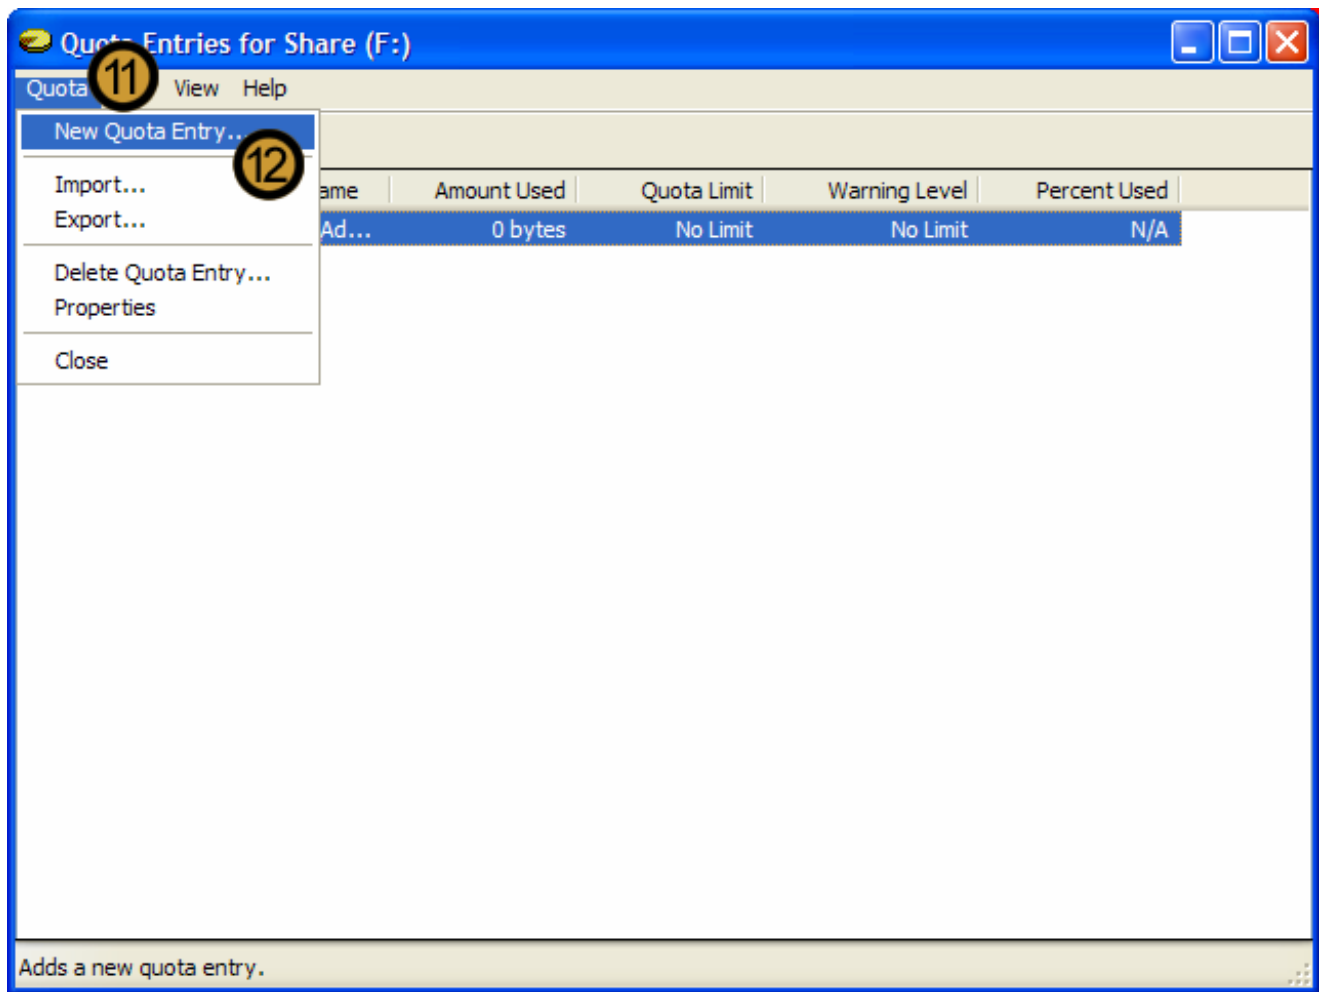 Quota Entries for Share (F:)
Quota View Help
11
New Quota Entry...
12
Import...
Export...
Delete Quota Entry...
Properties
Close
ame Amount Used Quota Limit Warning Level Percent Used
Ad... 0 bytes No Limit No Limit N/A
Adds a new quota entry.